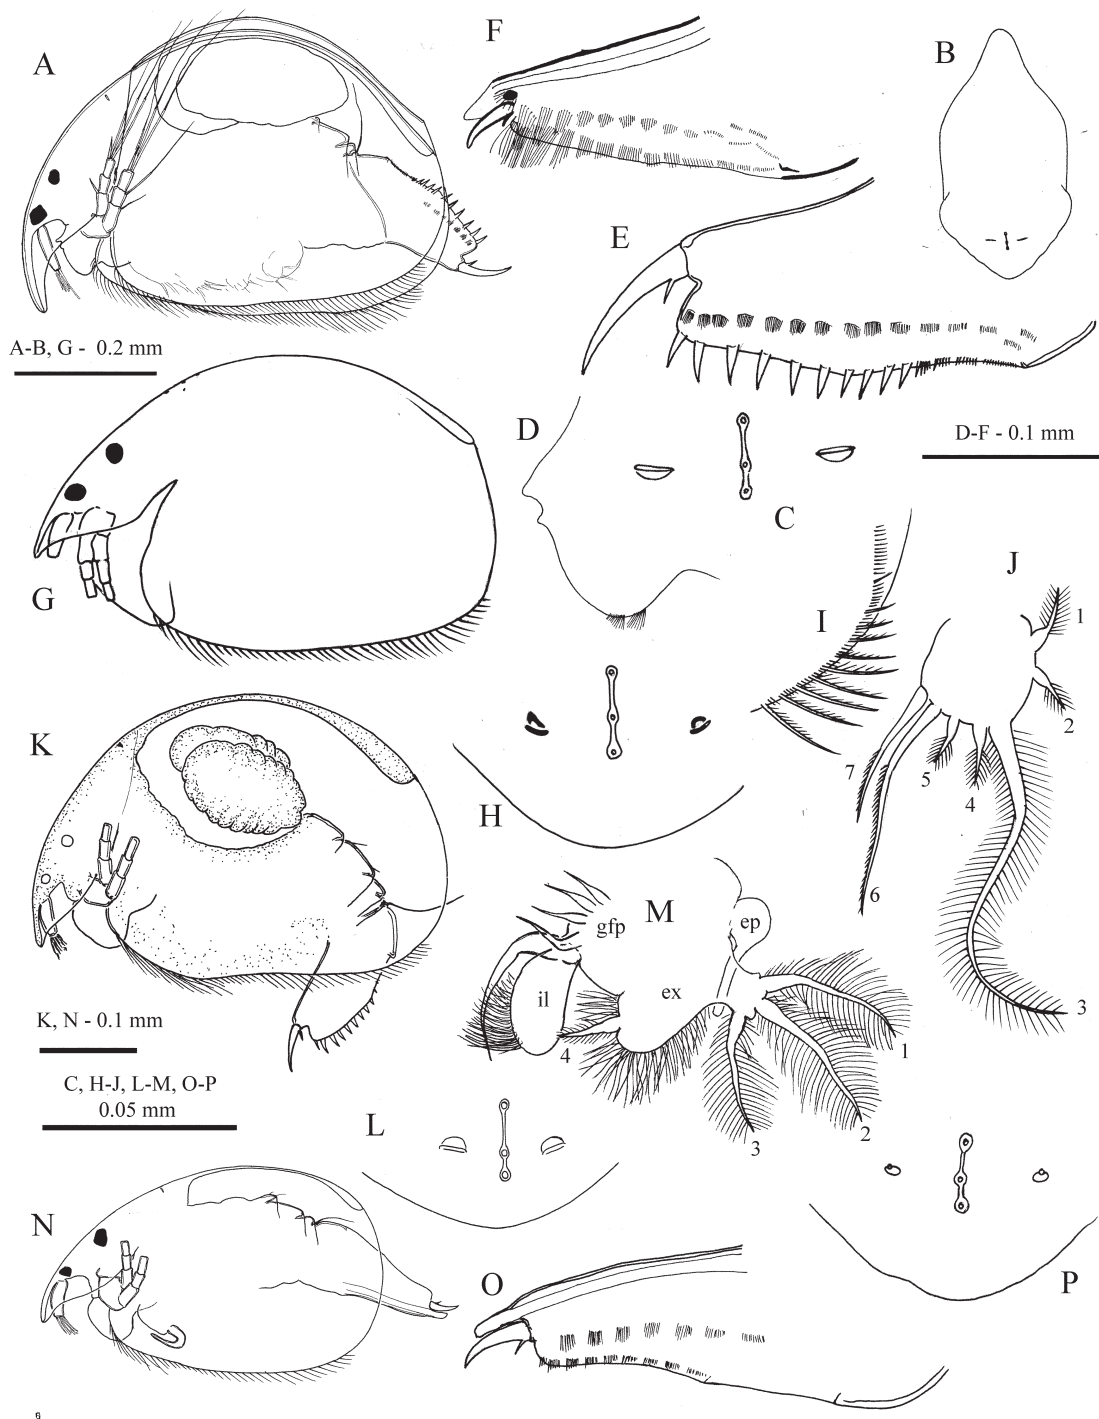 A
F
B
E
A-B, G - 0.2 mm
D
D-F - 0.1 mm
C
G
I
J
1
2
K
H
7
5
4
6
3
M
gfp
ep
il
ex
K, N - 0.1 mm
4
1
C, H-J, L-M, O-P
0.05 mm
L
3
2
N
O
P
6